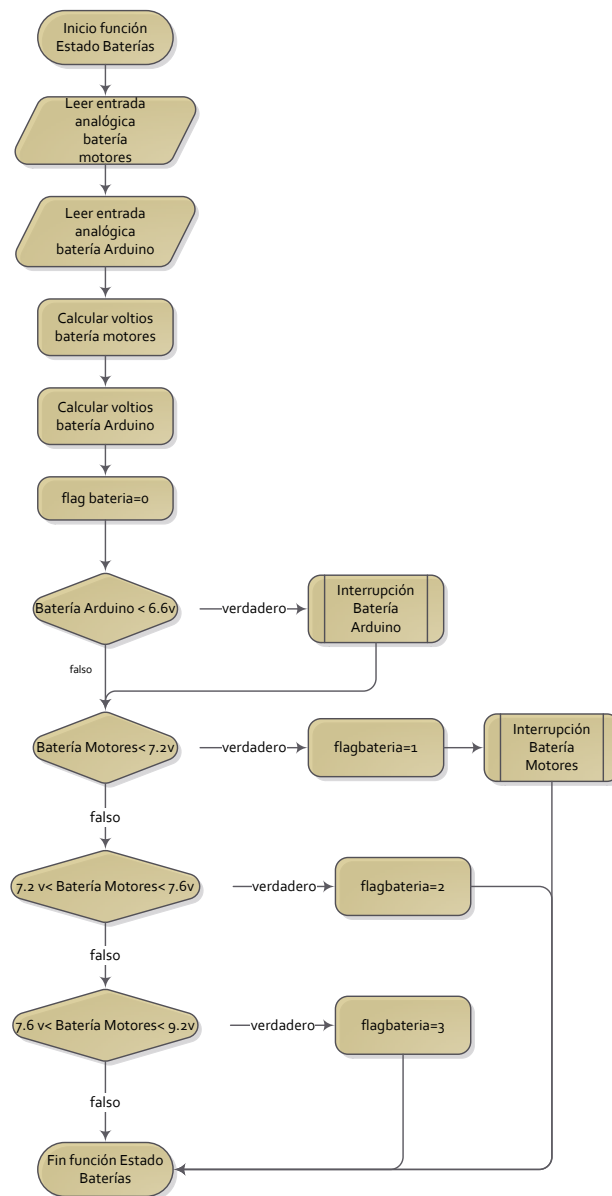 Inicio función
Estado Baterías
Leer entrada
analógica
batería
motores
Leer entrada
analógica
batería Arduino
Calcular voltios
batería motores
Calcular voltios
batería Arduino
flag bateria=0
Batería Arduino < 6.6v
verdadero
Interrupción
Batería
Arduino
falso
Batería Motores< 7.2v
verdadero
flagbateria=1
Interrupción
Batería
Motores
falso
7.2 v< Batería Motores< 7.6v
verdadero
flagbateria=2
falso
7.6 v< Batería Motores< 9.2v
verdadero
flagbateria=3
falso
Fin función Estado
Baterías